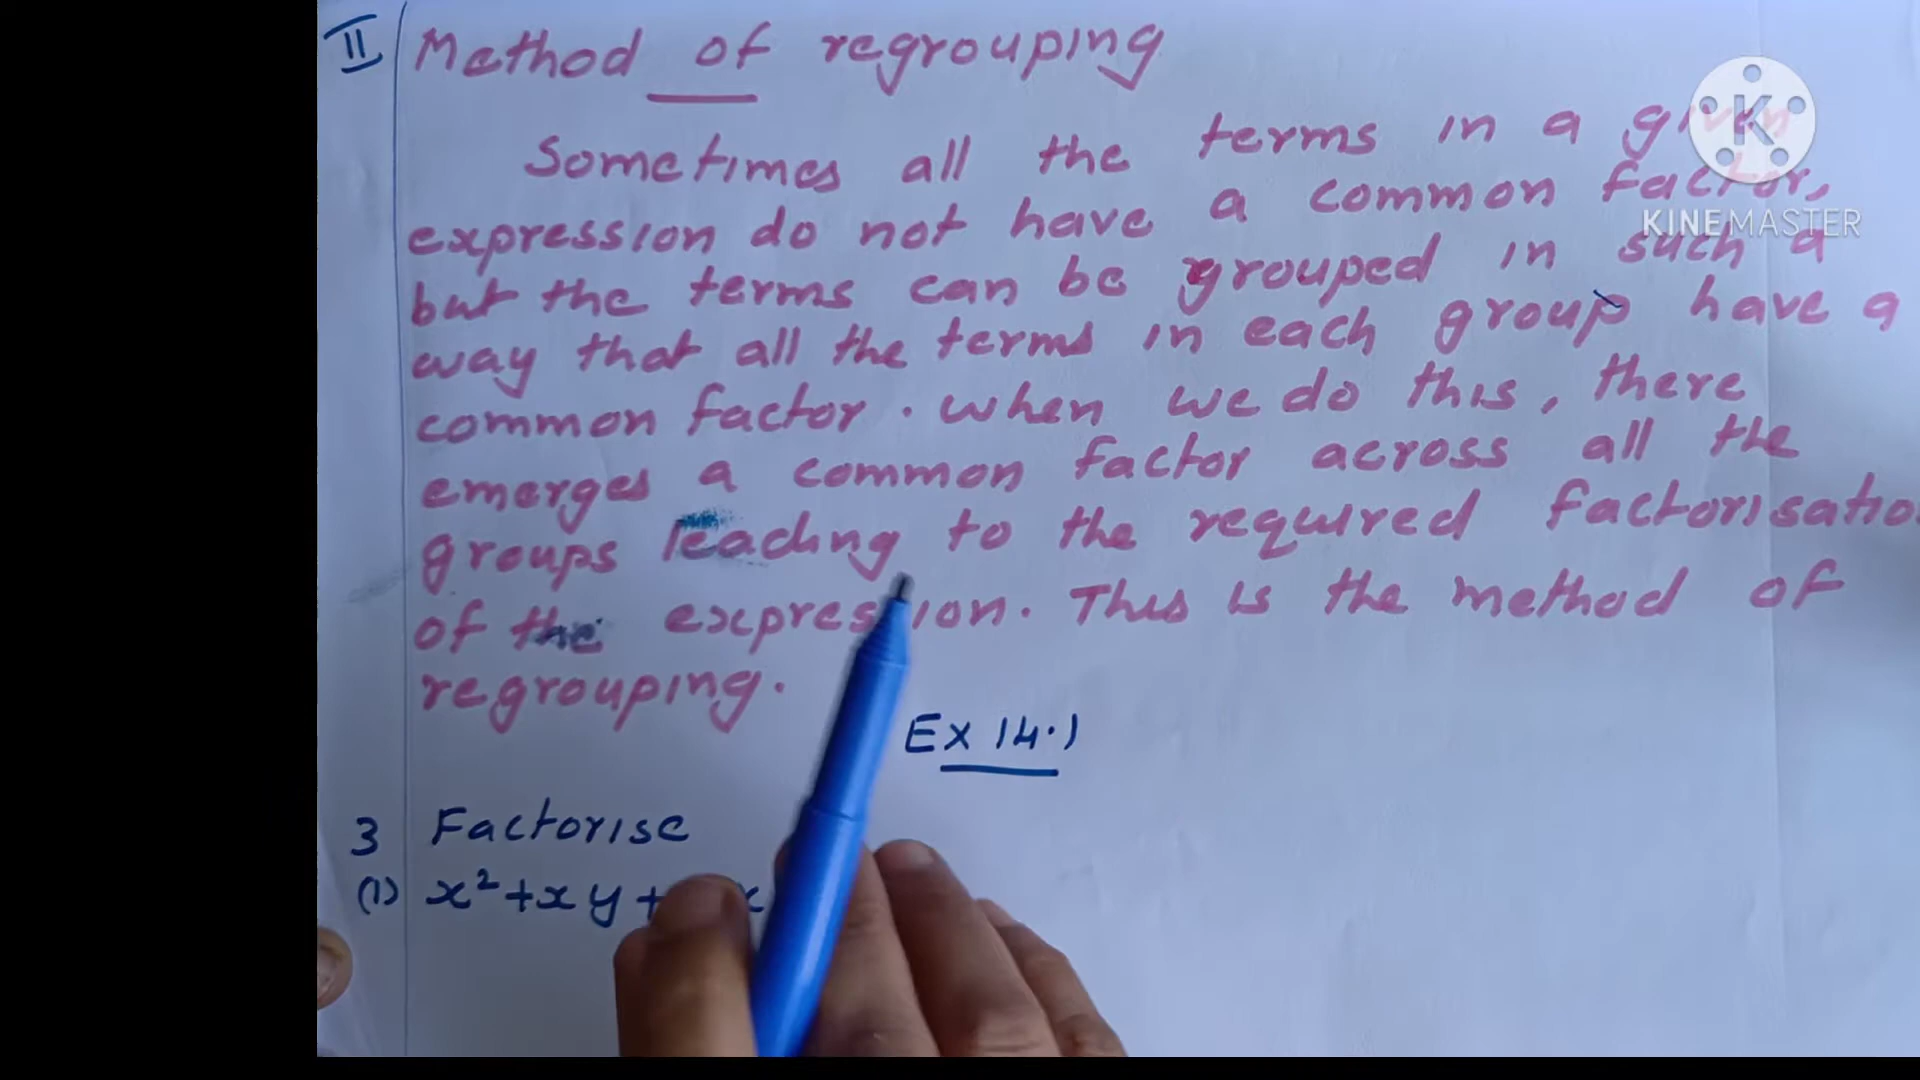 II Method of regrouping
Sometimes all the terms in a given
expression do not have a common factor,
but the terms can be grouped in such a
way that all the terms in each group have a
common factor. When we do this, there
emerges a common factor across all the
groups leading to the required factorisatio
of the expression. This is the method of
regrouping.
Ex 14.1
3 Factorise
(1) x²+xy+ x
K
KINEMASTER